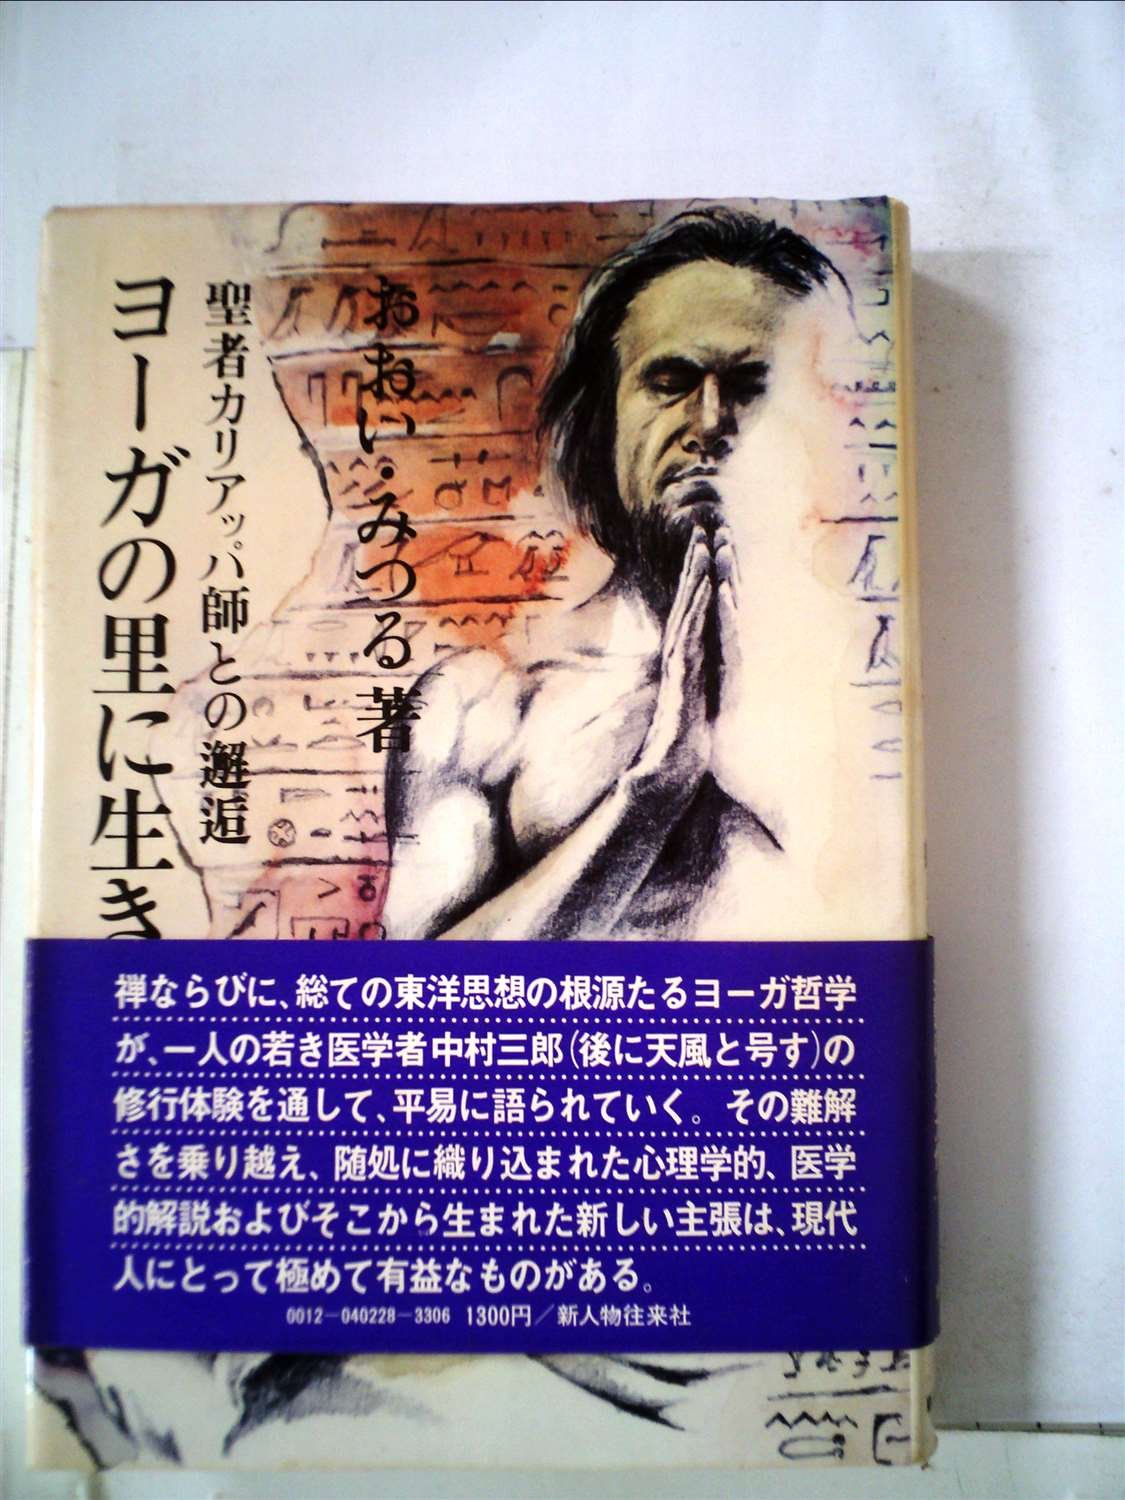 おおい・みつる 著
聖者カリアッパ師との邂逅
ヨーガの里に生き
禅ならびに、総ての東洋思想の根源たるヨーガ哲学
が、一人の若き医学者中村三郎(後に天風と号す)の
修行体験を通して、平易に語られていく。その難解
さを乗り越え、随処に織り込まれた心理学的、医学
的解説およびそこから生まれた新しい主張は、現代
人にとって極めて有益なものがある。
0012-040228-3306 1300円/新人物往来社